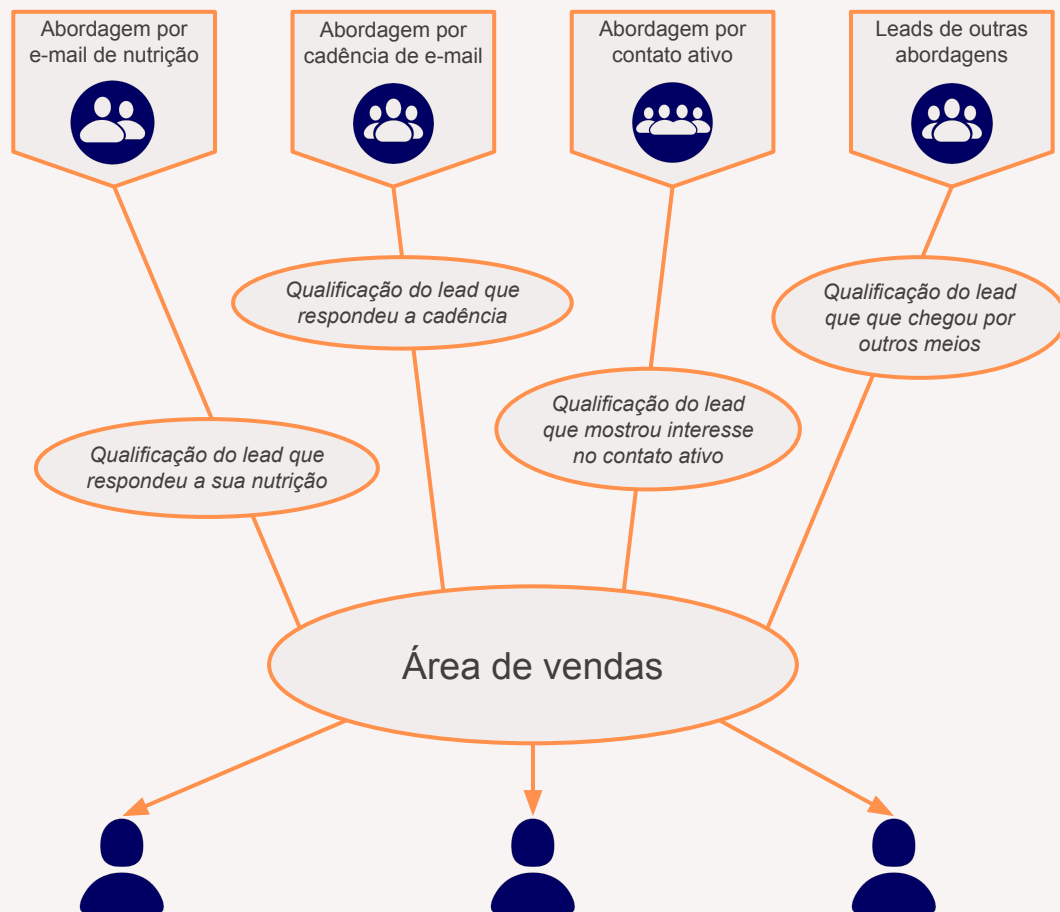 Abordagem por
e-mail de nutrição
Abordagem por
cadência de e-mail
Abordagem por
contato ativo
Leads de outras
abordagens
Qualificação do lead que
respondeu a cadência
Qualificação do lead
que que chegou por
outros meios
Qualificação do lead
que mostrou interesse
no contato ativo
Qualificação do lead que
respondeu a sua nutrição
Área de vendas